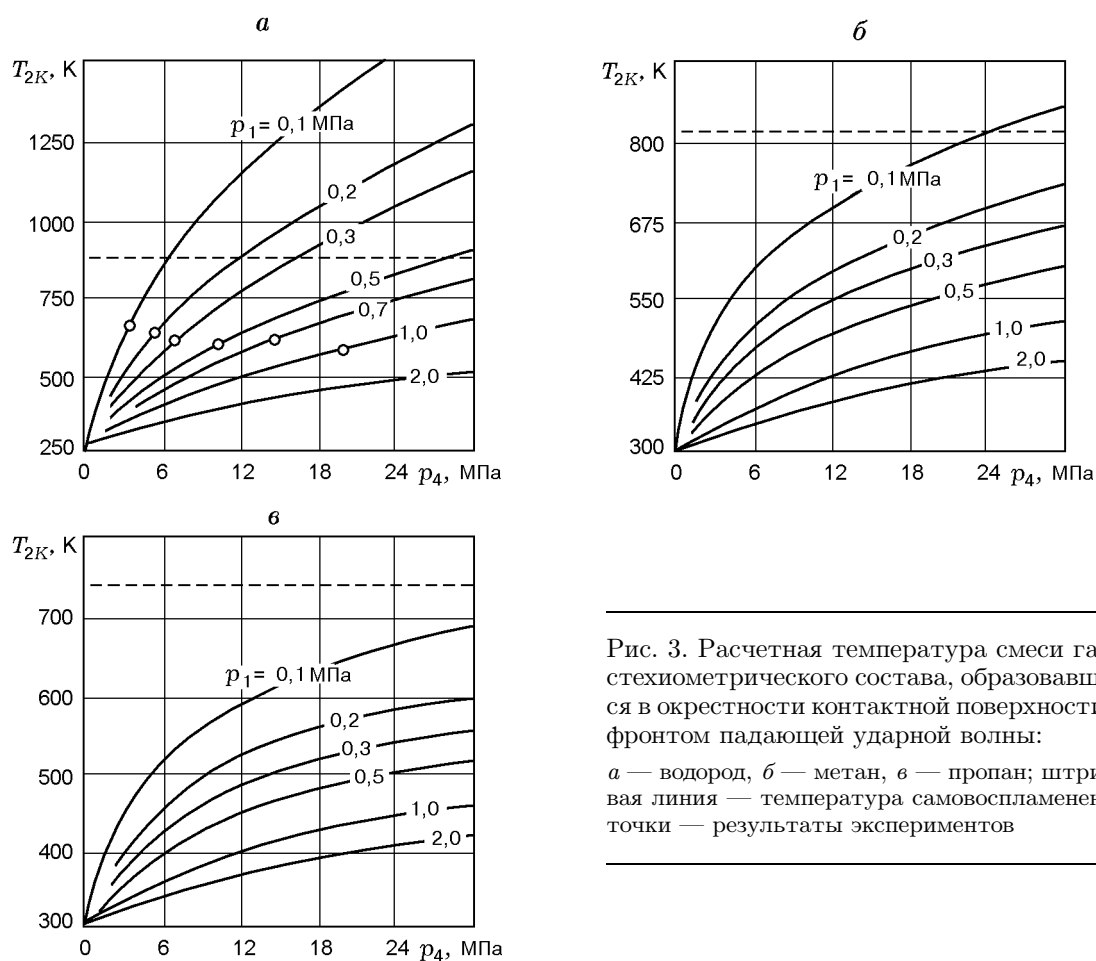 а
T2K, К
1250
1000
750
500
250
p1 = 0,1 МПа
0,2
0,3
0,5
0,7
1,0
2,0
0 6 12 18 24 p4, МПа
б
T2K, К
800
675
550
425
300
p1 = 0,1 МПа
0,2
0,3
0,5
1,0
2,0
0 6 12 18 24 p4, МПа
в
T2K, К
700
600
500
400
300
p1 = 0,1 МПа
0,2
0,3
0,5
1,0
2,0
0 6 12 18 24 p4, МПа
Рис. 3. Расчетная температура смеси га
стехиометрического состава, образовавш
ся в окрестности контактной поверхности
фронтом падающей ударной волны:
а — водород, б — метан, в — пропан; штри
вая линия — температура самовоспламенен
точки — результаты экспериментов